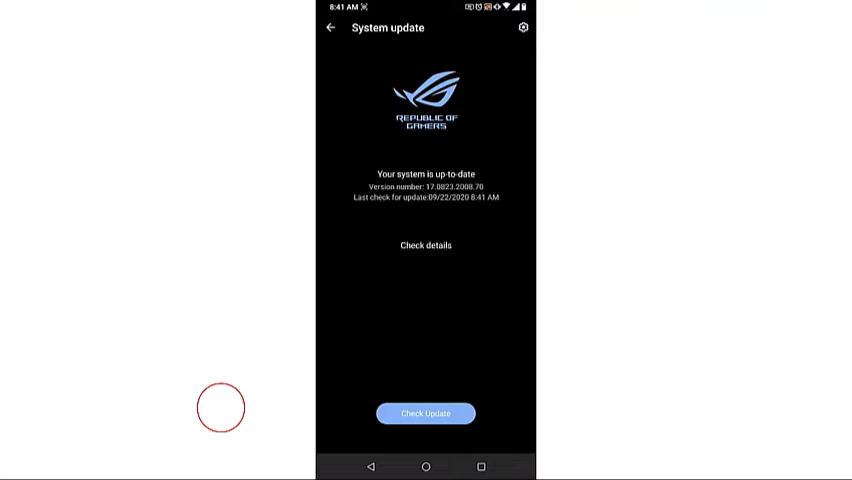 8:41 AM
System update
REPUBLIC OF
GAMERS
Your system is up-to-date
Version number: 17.0823.2008.70
Last check for update:09/22/2020 8:41 AM
Check details
Check Update